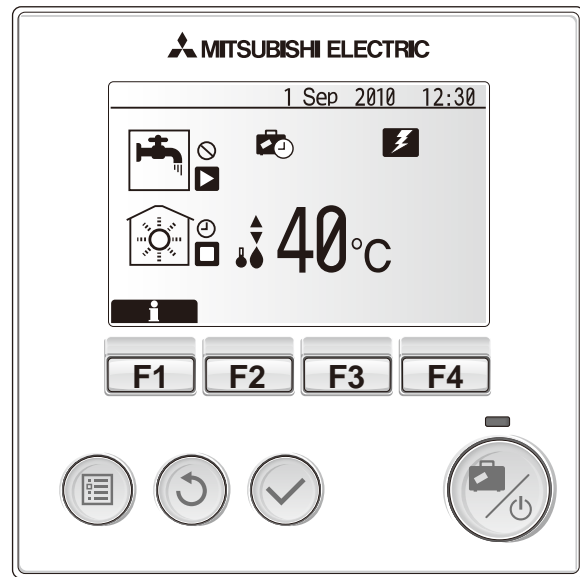 MITSUBISHI ELECTRIC
1 Sep 2010 12:30
40°C
i
F1 F2 F3 F4